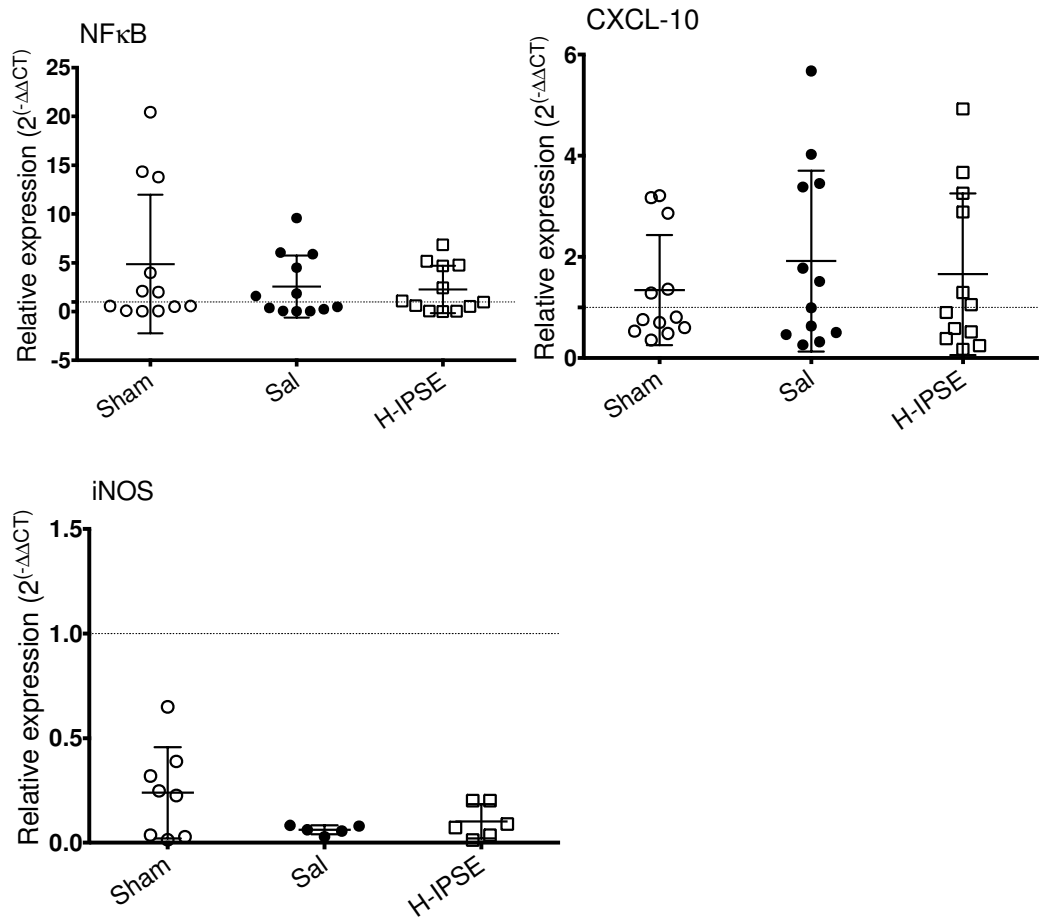 NFκB
Relative expression (2^(-ΔΔCT)
25
20
15
10
5
0
-5
Sham
Sal
H-IPSE
CXCL-10
Relative expression (2^(-ΔΔCT)
6
4
2
0
Sham
Sal
H-IPSE
iNOS
Relative expression (2^(-ΔΔCT)
1.5
1.0
0.5
0.0
Sham
Sal
H-IPSE